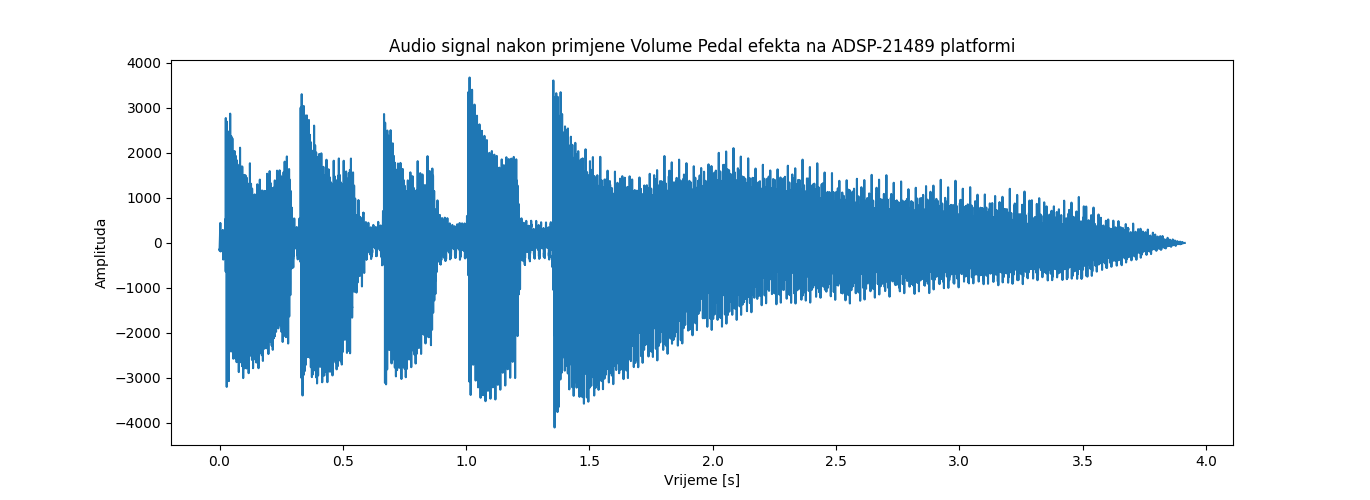 Audio signal nakon primjene Volume Pedal efekta na ADSP-21489 platformi
4000
3000
2000
1000
0
−1000
−2000
−3000
−4000
Amplituda
0.0 0.5 1.0 1.5 2.0 2.5 3.0 3.5 4.0
Vrijeme [s]